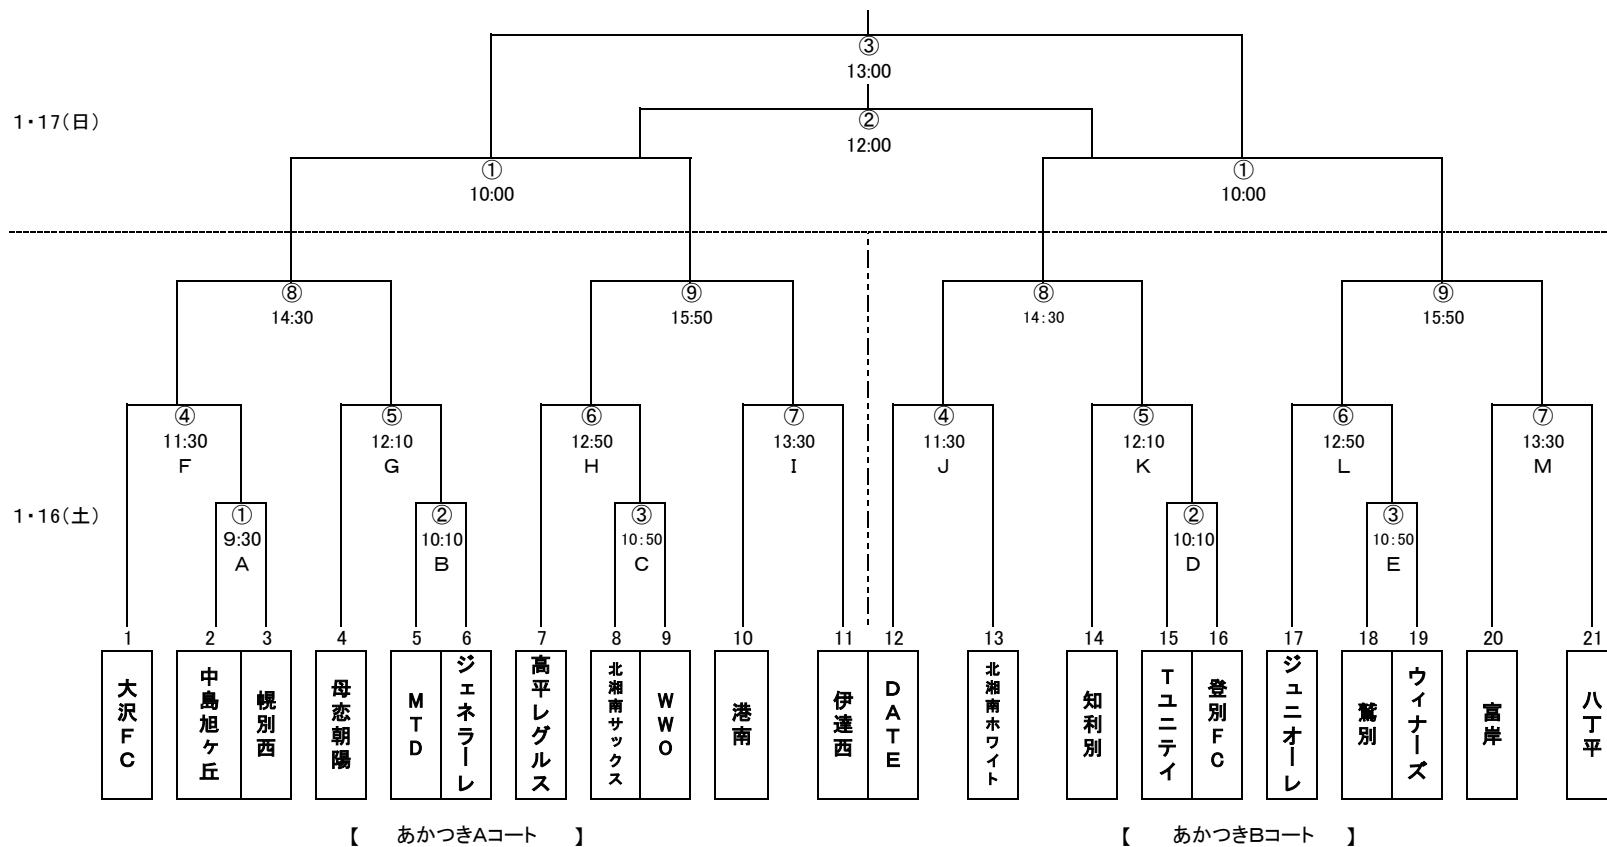 ③
13:00
1・17(日)
②
12:00
① ①
10:00 10:00
⑧ ⑨ ⑧ ⑨
14:30 15:50 14:30 15:50
④ ⑤ ⑥ ⑦ ④ ⑤ ⑥ ⑦
11:30 12:10 12:50 13:30 11:30 12:10 12:50 13:30
F G H I J K L M
1・16(土)
① ② ③ ② ③
9:30 10:10 10:50 10:10 10:50
A B C D E
1 2 3 4 5 6 7 8 9 10 11 12 13 14 15 16 17 18 19 20 21
大沢FC
中島旭ヶ丘
幌別西
母恋朝陽
MTD
ジェネラーレ
高平レグルス
北湘南サックス
WWO
港南
伊達西
DATE
北湘南ホワイト
知利別
Tユニテイ
登別FC
ジュニオーレ
鷲別
ウィナーズ
富岸
八丁平
【 あかつきAコート 】 【 あかつきBコート 】